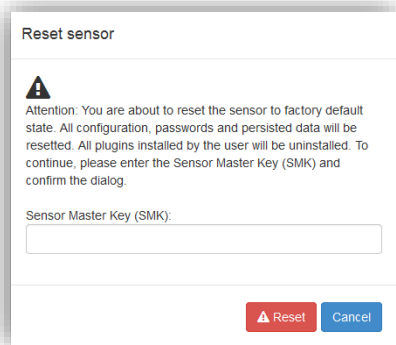 Reset sensor
Attention: You are about to reset the sensor to factory default
state. All configuration, passwords and persisted data will be
resetted. All plugins installed by the user will be uninstalled. To
continue, please enter the Sensor Master Key (SMK) and
confirm the dialog.
Sensor Master Key (SMK):
Reset Cancel